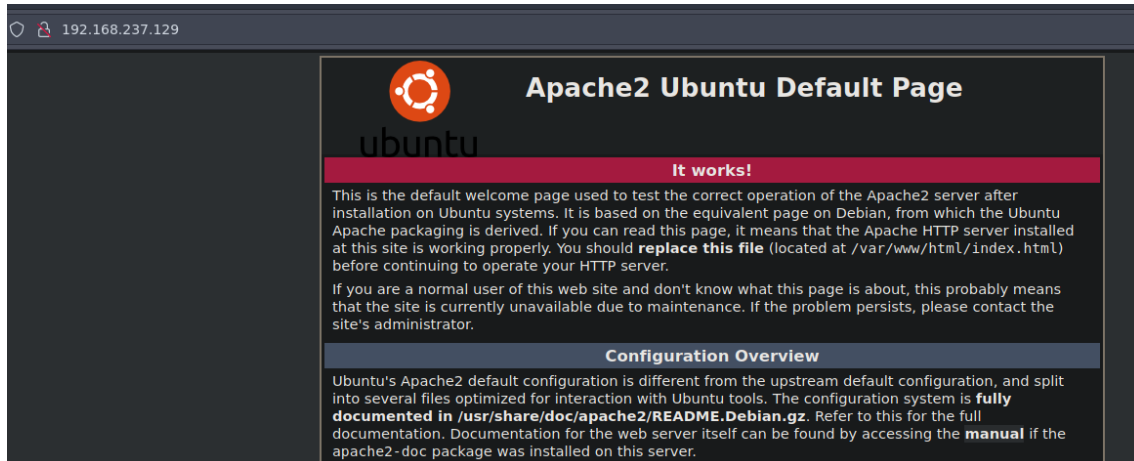 192.168.237.129
Apache2 Ubuntu Default Page
ubuntu
It works!
This is the default welcome page used to test the correct operation of the Apache2 server after
installation on Ubuntu systems. It is based on the equivalent page on Debian, from which the Ubuntu
Apache packaging is derived. If you can read this page, it means that the Apache HTTP server installed
at this site is working properly. You should replace this file (located at /var/www/html/index.html)
before continuing to operate your HTTP server.
If you are a normal user of this web site and don't know what this page is about, this probably means
that the site is currently unavailable due to maintenance. If the problem persists, please contact the
site's administrator.
Configuration Overview
Ubuntu's Apache2 default configuration is different from the upstream default configuration, and split
into several files optimized for interaction with Ubuntu tools. The configuration system is fully
documented in /usr/share/doc/apache2/README.Debian.gz. Refer to this for the full
documentation. Documentation for the web server itself can be found by accessing the manual if the
apache2-doc package was installed on this server.